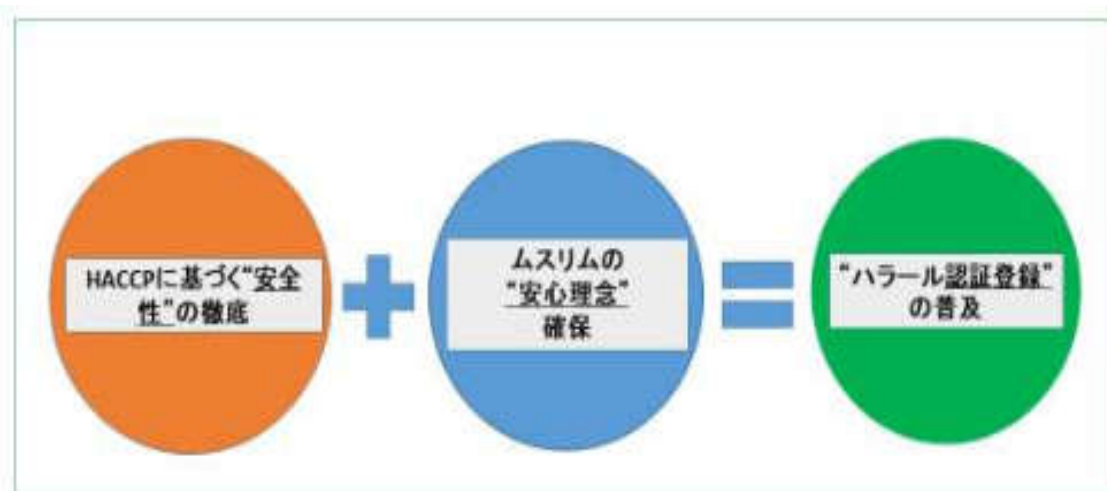 HACCPに基づく“安全
性”の徹底
ムスリムの
“安心理念”
確保
“ハラール認証登録”
の普及